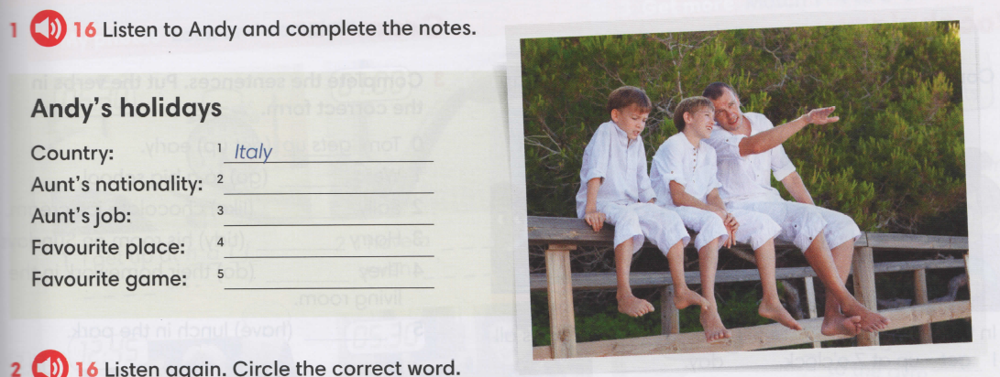 1 16 Listen to Andy and complete the notes.
Andy's holidays
Country: 1 Italy
Aunt's nationality: 2
Aunt's job: 3
Favourite place: 4
Favourite game: 5
2 16 Listen again. Circle the correct word.